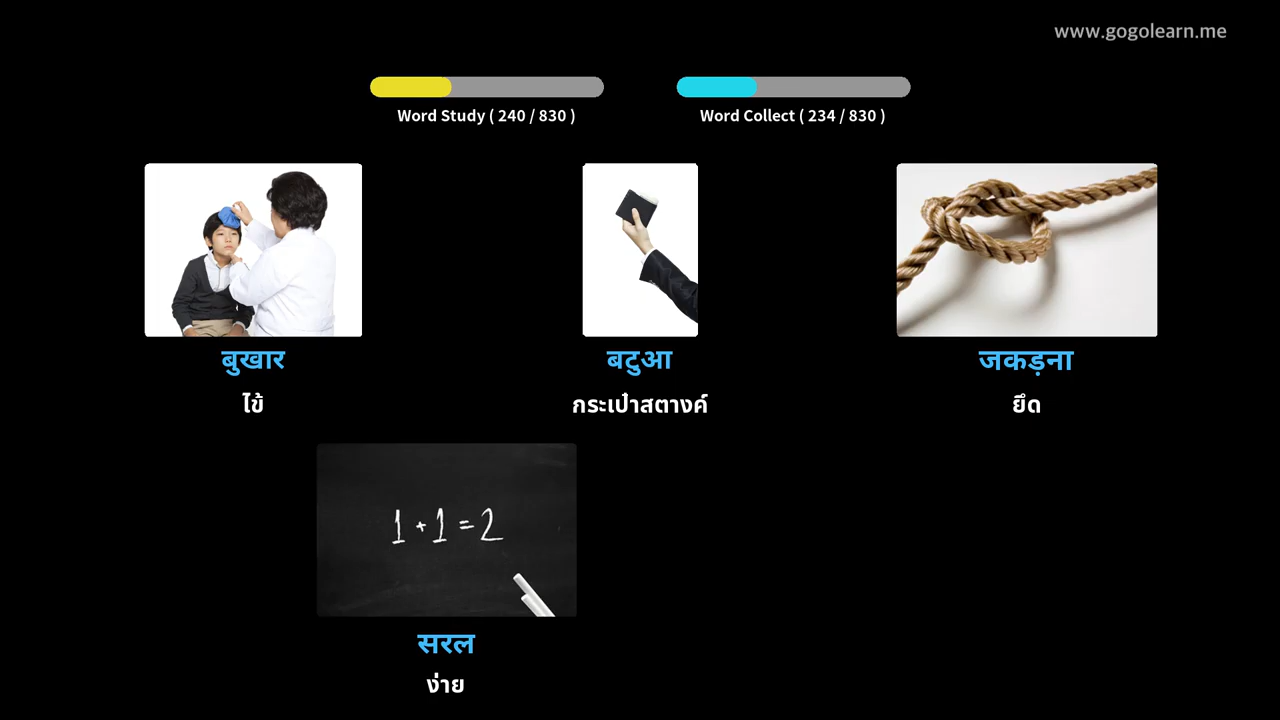 www.gogolearn.me
Word Study ( 240 / 830 )
Word Collect ( 234 / 830 )
बुखार
ไข้
बटुआ
กระเป๋าสตางค์
जकड़ना
ยึด
1 + 1 = 2
सरल
ง่าย